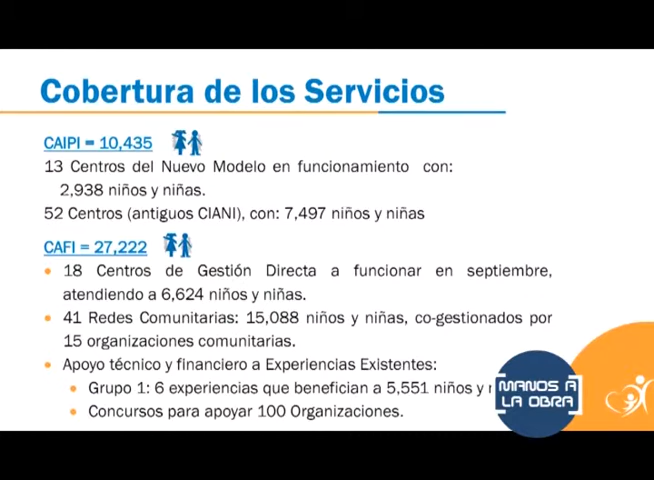 Cobertura de los Servicios
CAIPI = 10,435
13 Centros del Nuevo Modelo en funcionamiento con:
2,938 niños y niñas.
52 Centros (antiguos CIANI), con: 7,497 niños y niñas
CAFI = 27,222
• 18 Centros de Gestión Directa a funcionar en septiembre,
atendiendo a 6,624 niños y niñas.
• 41 Redes Comunitarias: 15,088 niños y niñas, co-gestionados por
15 organizaciones comunitarias.
• Apoyo técnico y financiero a Experiencias Existentes:
• Grupo 1: 6 experiencias que benefician a 5,551 niños y
• Concursos para apoyar 100 Organizaciones.
MANOS A
LA OBRA